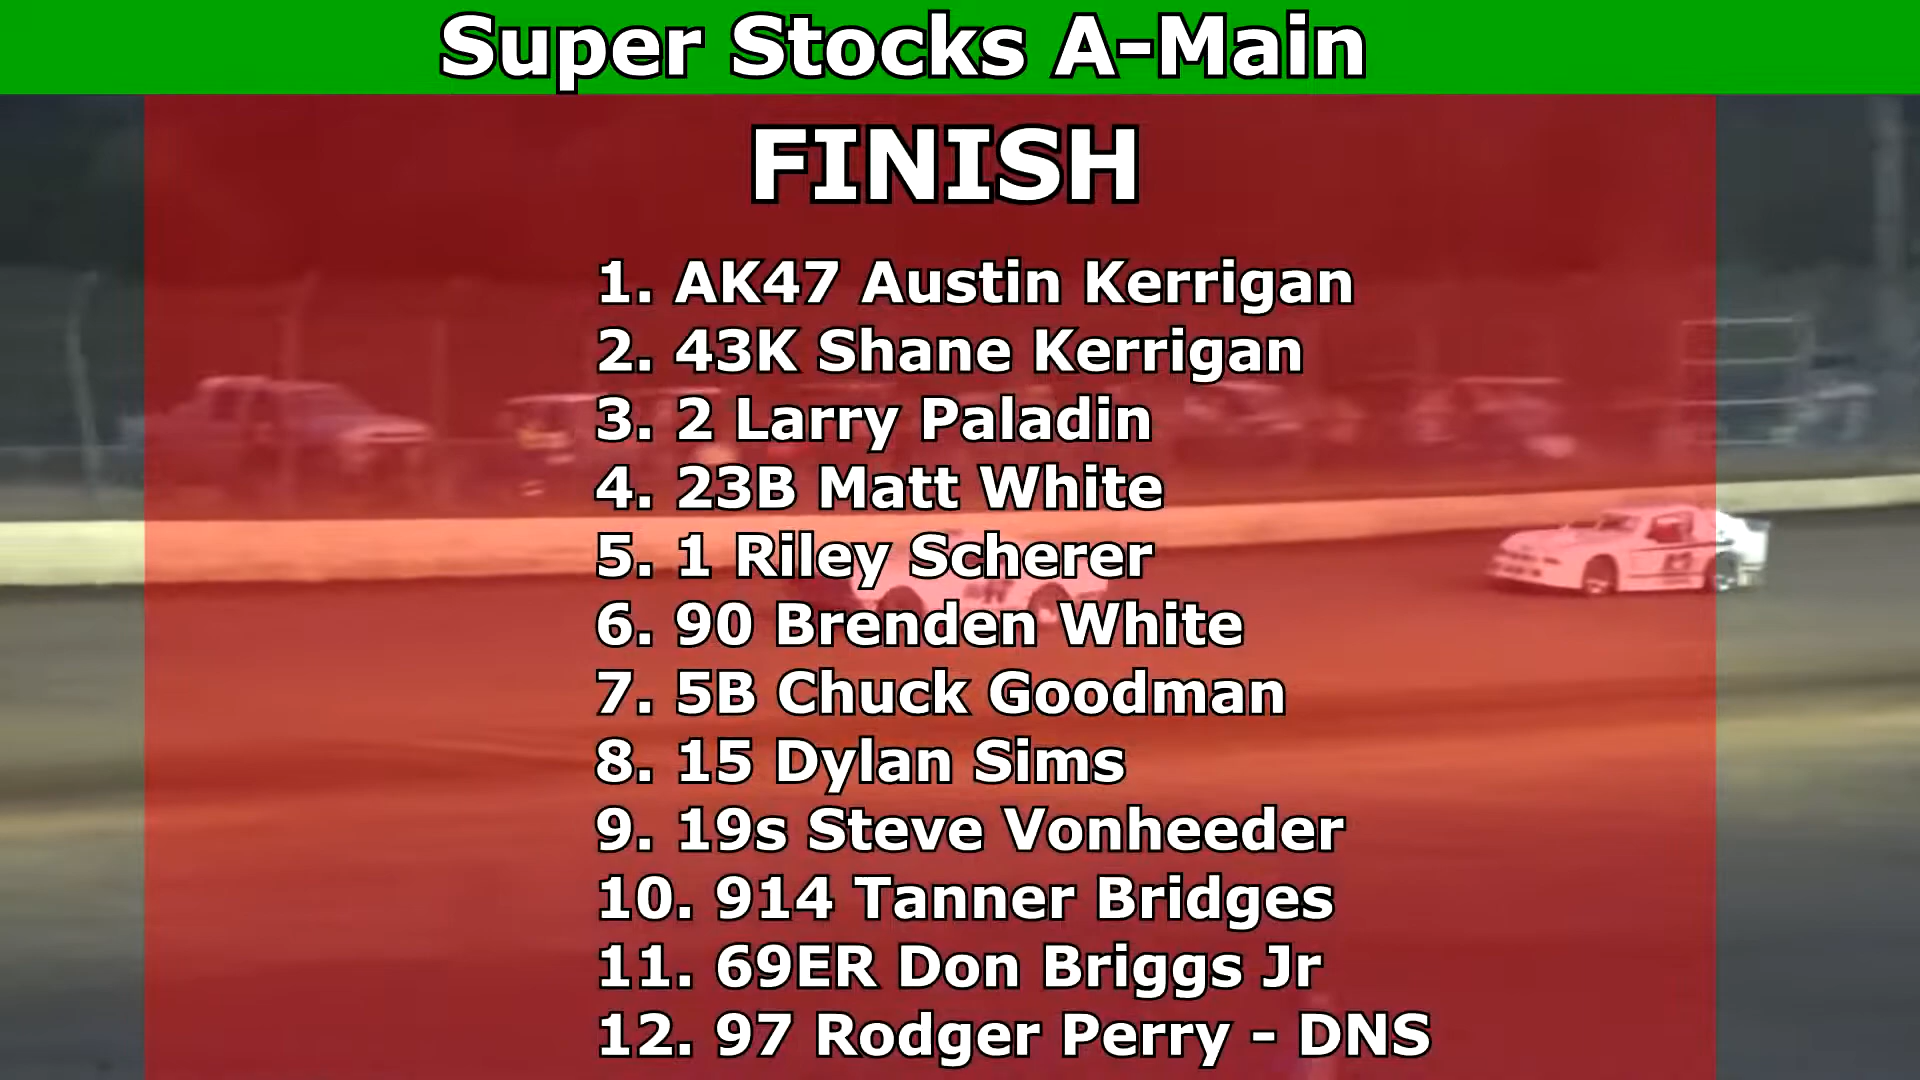 Super Stocks A-Main
FINISH
1. AK47 Austin Kerrigan
2. 43K Shane Kerrigan
3. 2 Larry Paladin
4. 23B Matt White
5. 1 Riley Scherer
6. 90 Brenden White
7. 5B Chuck Goodman
8. 15 Dylan Sims
9. 19s Steve Vonheeder
10. 914 Tanner Bridges
11. 69ER Don Briggs Jr
12. 97 Rodger Perry - DNS